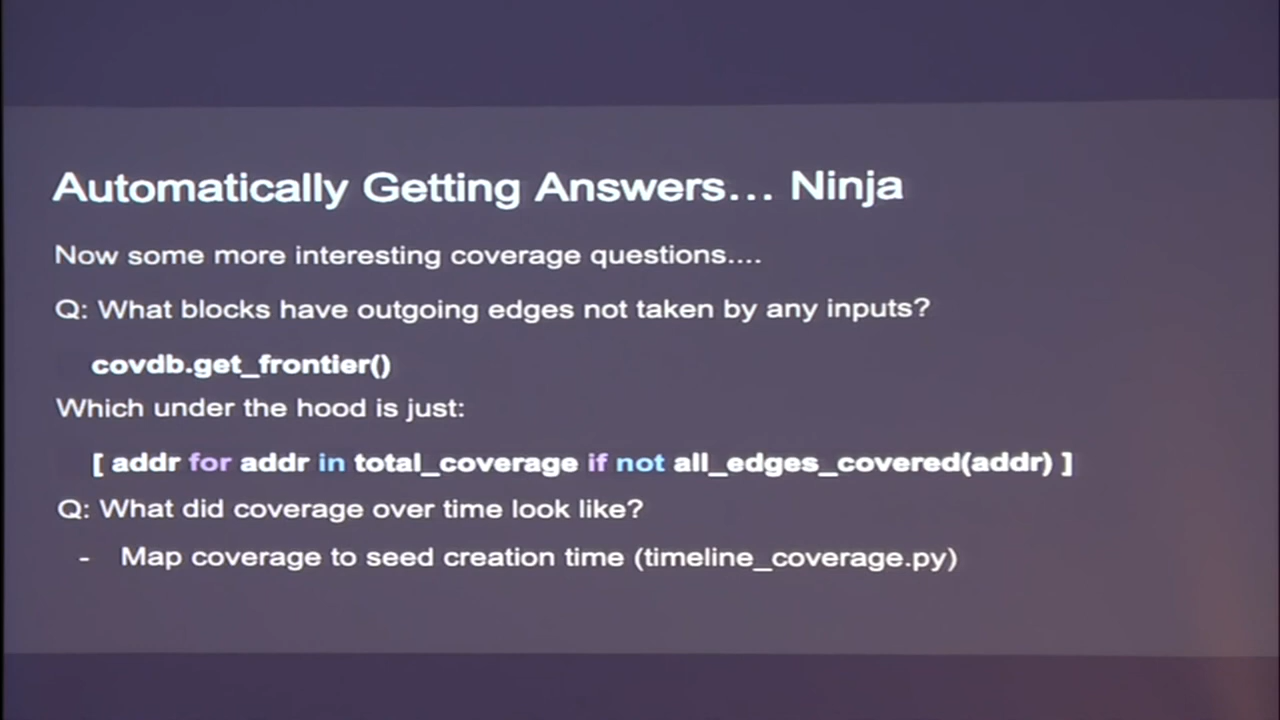 Automatically Getting Answers… Ninja
Now some more interesting coverage questions....
Q: What blocks have outgoing edges not taken by any inputs?
covdb.get_frontier()
Which under the hood is just:
[ addr for addr in total_coverage if not all_edges_covered(addr) ]
Q: What did coverage over time look like?
- Map coverage to seed creation time (timeline_coverage.py)